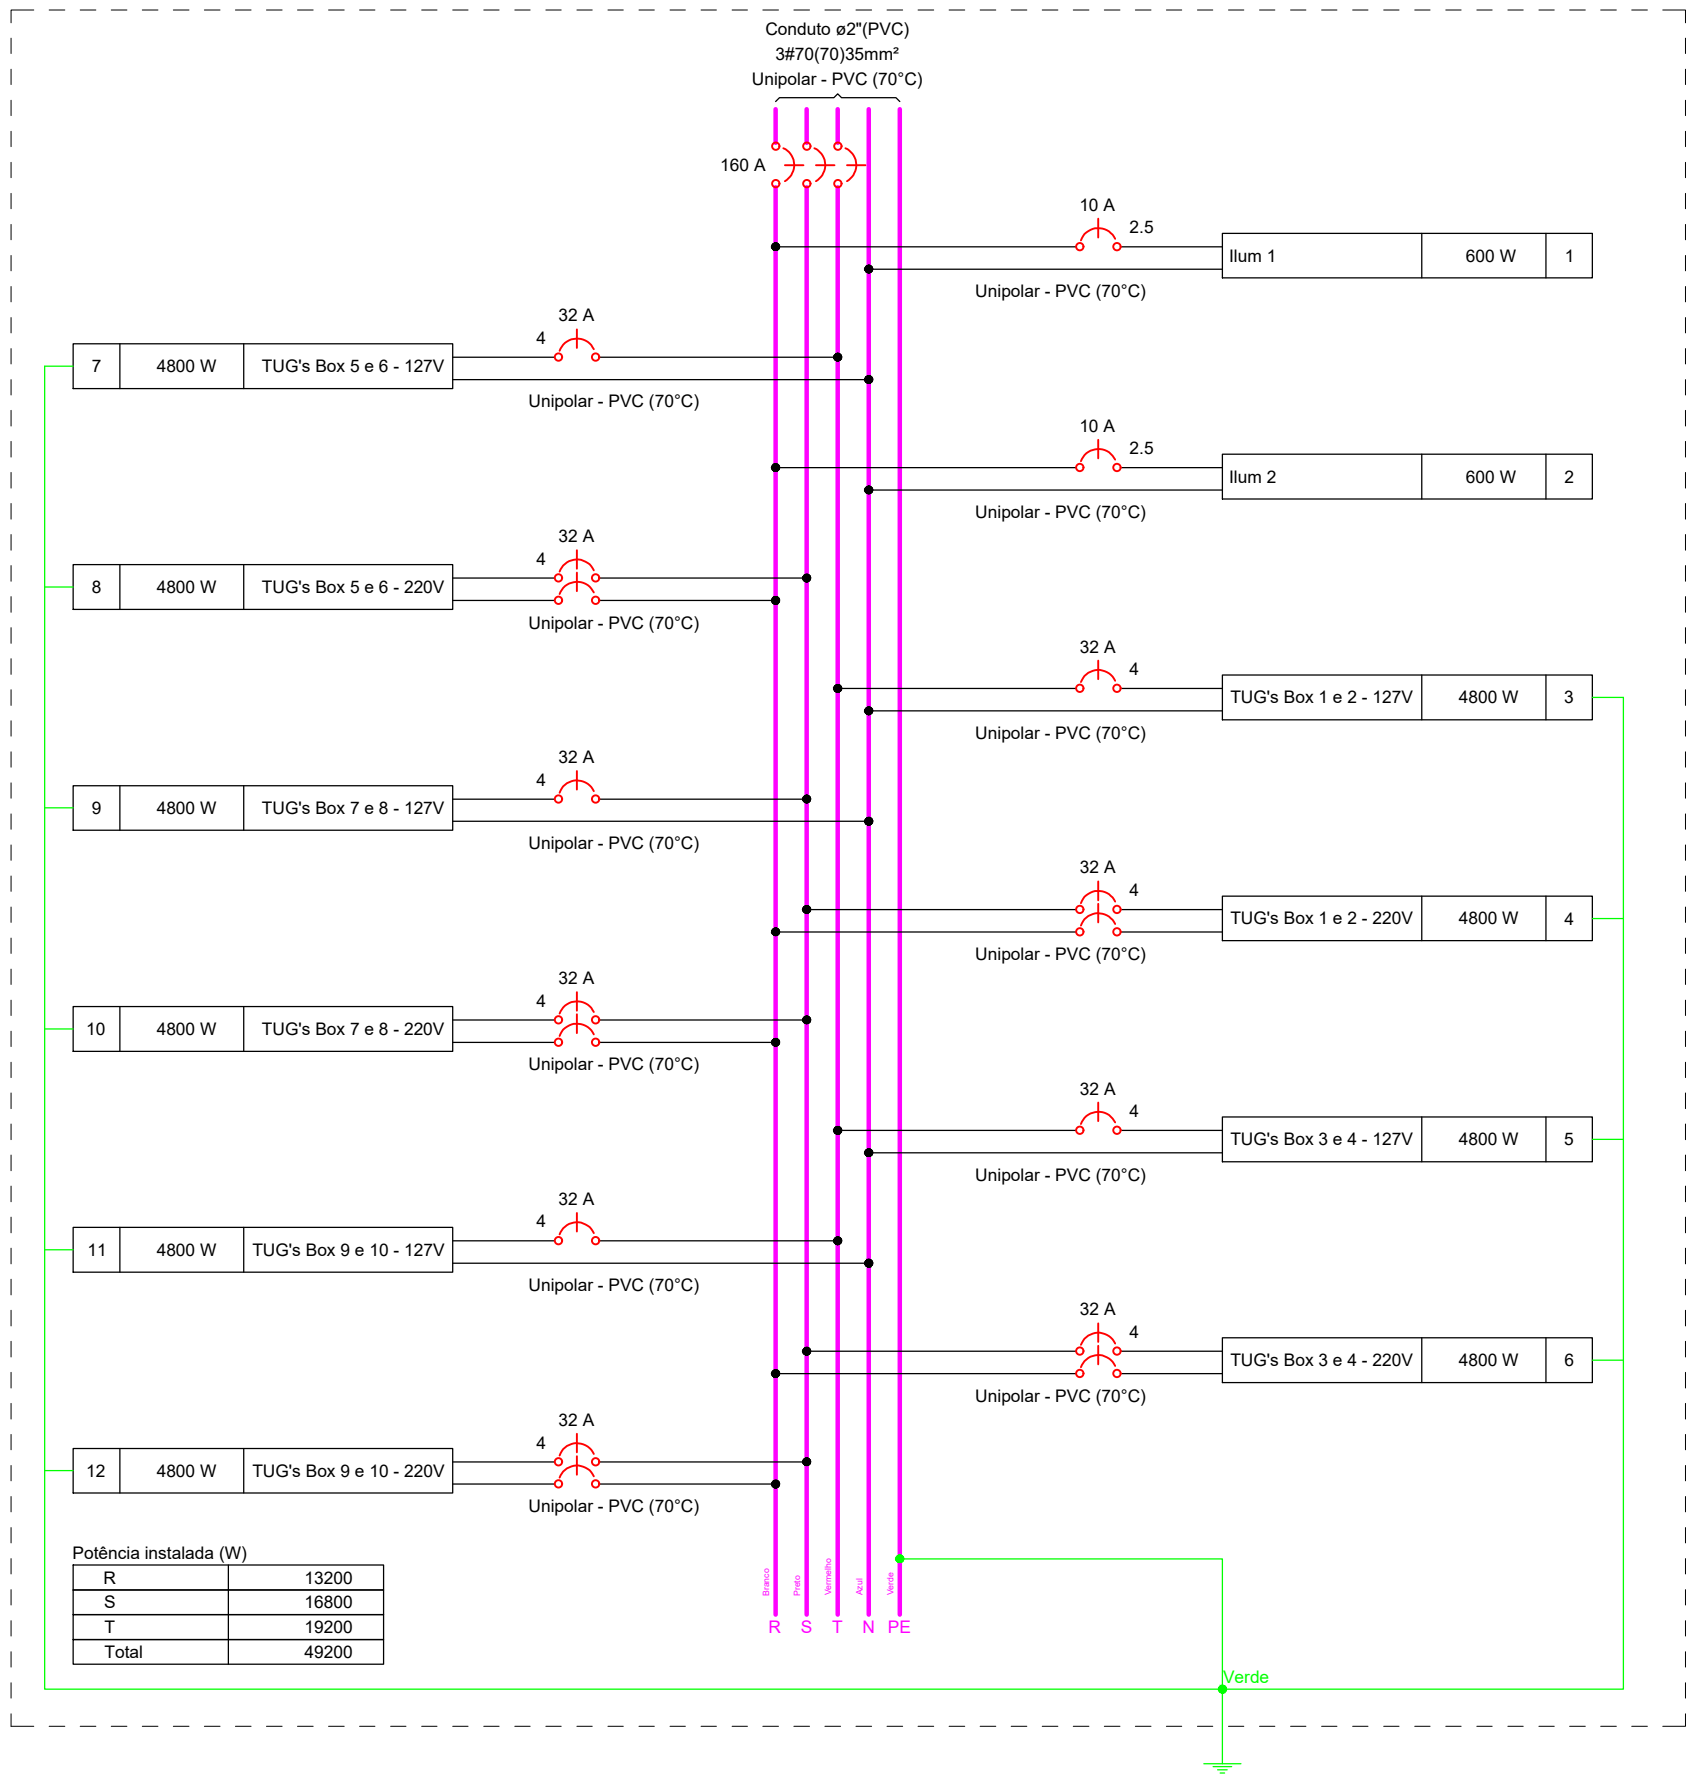 Conduto ø2"(PVC)
3#70(70)35mm²
Unipolar - PVC (70°C)
160 A
10 A
2.5
Ilum 1 600 W 1
Unipolar - PVC (70°C)
32 A
4
7 4800 W TUG's Box 5 e 6 - 127V
Unipolar - PVC (70°C)
10 A
2.5
Ilum 2 600 W 2
Unipolar - PVC (70°C)
32 A
4
8 4800 W TUG's Box 5 e 6 - 220V
Unipolar - PVC (70°C)
32 A
4
TUG's Box 1 e 2 - 127V 4800 W 3
Unipolar - PVC (70°C)
32 A
4
9 4800 W TUG's Box 7 e 8 - 127V
Unipolar - PVC (70°C)
32 A
4
TUG's Box 1 e 2 - 220V 4800 W 4
Unipolar - PVC (70°C)
32 A
4
10 4800 W TUG's Box 7 e 8 - 220V
Unipolar - PVC (70°C)
32 A
4
TUG's Box 3 e 4 - 127V 4800 W 5
Unipolar - PVC (70°C)
32 A
4
11 4800 W TUG's Box 9 e 10 - 127V
Unipolar - PVC (70°C)
32 A
4
TUG's Box 3 e 4 - 220V 4800 W 6
Unipolar - PVC (70°C)
32 A
4
12 4800 W TUG's Box 9 e 10 - 220V
Unipolar - PVC (70°C)
Potência instalada (W)
R 13200
S 16800
T 19200
Total 49200
Branco
Preto
Vermelho
Azul
Verde
R S T N PE
Verde